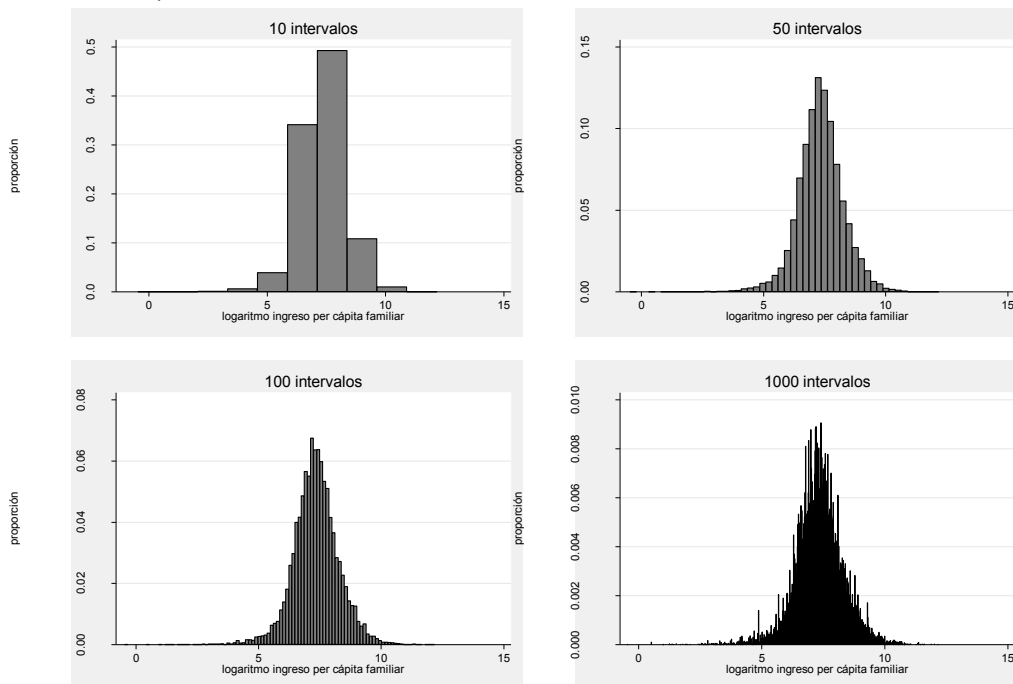 10 intervalos
proporción
0.0 0.1 0.2 0.3 0.4 0.5
0 5 10 15
logaritmo ingreso per cápita familiar
50 intervalos
proporción
0.00 0.05 0.10 0.15
0 5 10 15
logaritmo ingreso per cápita familiar
100 intervalos
proporción
0.00 0.02 0.04 0.06 0.08
0 5 10 15
logaritmo ingreso per cápita familiar
1000 intervalos
proporción
0.000 0.002 0.004 0.006 0.008 0.010
0 5 10 15
logaritmo ingreso per cápita familiar